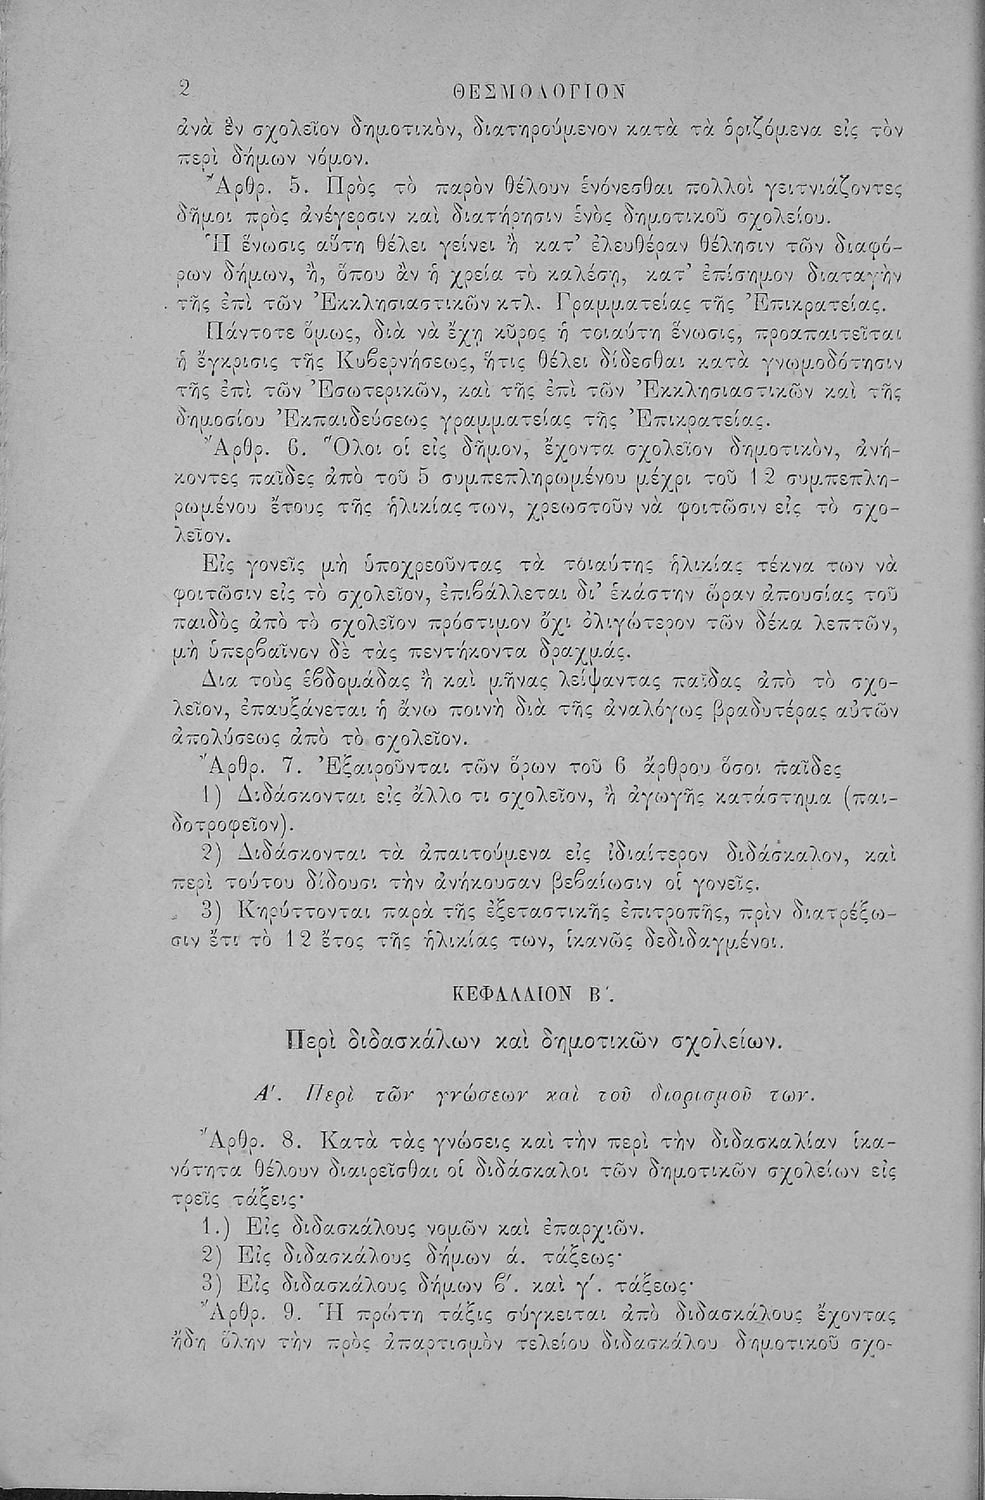 2
ΘΕΣΜΟΛΟΓΙΟΝ
ἀνὰ ἓν σχολεῖον δημοτικὸν, διατηρούμενον κατὰ τὰ ὁριζόμενα εἰς τὸν
περὶ δήμων νόμον.
Ἄρθρ. 5. Πρὸς τὸ παρὸν θέλουν ἑνόνεσθαι πολλοὶ γειτνιάζοντες
δῆμοι πρὸς ἀνέγερσιν καὶ διατήρησιν ἑνὸς δημοτικοῦ σχολείου.
Ἡ ἕνωσις αὕτη θέλει γείνει ἢ κατ’ ἐλευθέραν θέλησιν τῶν διαφό-
ρων δήμων, ἢ, ὅπου ἂν ἡ χρεία τὸ καλέσῃ, κατ’ ἐπίσημον διαταγὴν
τῆς ἐπὶ τῶν Ἐκκλησιαστικῶν κτλ. Γραμματείας τῆς Ἐπικρατείας.
Πάντοτε ὅμως, διὰ νὰ ἔχῃ κῦρος ἡ τοιαύτη ἕνωσις, προαπαιτεῖται
ἡ ἔγκρισις τῆς Κυϐερνήσεως, ἥτις θέλει δίδεσθαι κατὰ γνωμοδότησιν
τῆς ἐπὶ τῶν Ἐσωτερικῶν, καὶ τῆς ἐπὶ τῶν Ἐκκλησιαστικῶν καὶ τῆς
δημοσίου Ἐκπαιδεύσεως γραμματείας τῆς Ἐπικρατείας.
Ἄρθρ. 6. Ὅλοι οἱ εἰς δῆμον, ἔχοντα σχολεῖον δημοτικὸν, ἀνή-
κοντες παῖδες ἀπὸ τοῦ 5 συμπεπληρωμένου μέχρι τοῦ 12 συμπεπλη-
ρωμένου ἔτους τῆς ἡλικίας των, χρεωστοῦν νὰ φοιτῶσιν εἰς τὸ σχο-
λεῖον.
Εἰς γονεῖς μὴ ὑποχρεοῦντας τὰ τοιαύτης ἡλικίας τέκνα των νὰ
φοιτῶσιν εἰς τὸ σχολεῖον, ἐπιϐάλλεται δι’ ἑκάστην ὥραν ἀπουσίας τοῦ
παιδὸς ἀπὸ τὸ σχολεῖον πρόστιμον ὄχι ὀλιγώτερον τῶν δέκα λεπτῶν,
μὴ ὑπερϐαῖνον δὲ τὰς πεντήκοντα δραχμάς.
Δια τοὺς ἑϐδομάδας ἢ καὶ μῆνας λείψαντας παῖδας ἀπὸ τὸ σχο-
λεῖον, ἐπαυξάνεται ἡ ἄνω ποινὴ διὰ τῆς ἀναλόγως βραδυτέρας αὐτῶν
ἀπολύσεως ἀπὸ τὸ σχολεῖον.
Ἄρθρ. 7. Ἐξαιροῦνται τῶν ὅρων τοῦ 6 ἄρθρου ὅσοι παῖδες
1) Διδάσκονται εἰς ἄλλο τι σχολεῖον, ἢ ἀγωγῆς κατάστημα (παι-
δοτροφεῖον).
2) Διδάσκονται τὰ ἀπαιτούμενα εἰς ἰδιαίτερον διδάσκαλον, καὶ
περὶ τούτου δίδουσι τὴν ἀνήκουσαν βεϐαίωσιν οἱ γονεῖς.
3) Κηρύττονται παρὰ τῆς ἐξεταστικῆς ἐπιτροπῆς, πρὶν διατρέξω-
σιν ἔτι τὸ 12 ἔτος τῆς ἡλικίας των, ἱκανῶς δεδιδαγμένοι.
ΚΕΦΑΛΑΙΟΝ Β΄.
Περὶ διδασκάλων καὶ δημοτικῶν σχολείων.
Α΄. Περὶ τῶν γνώσεων καὶ τοῦ διορισμοῦ των.
Ἄρθρ. 8. Κατὰ τὰς γνώσεις καὶ τὴν περὶ τὴν διδασκαλίαν ἱκα-
νότητα θέλουν διαιρεῖσθαι οἱ διδάσκαλοι τῶν δημοτικῶν σχολείων εἰς
τρεῖς τάξεις·
1.) Εἰς διδασκάλους νομῶν καὶ ἐπαρχιῶν.
2) Εἰς διδασκάλους δήμων ά. τάξεως·
3) Εἰς διδασκάλους δήμων ϐ΄. καὶ γ΄. τάξεως·
Ἄρθρ. 9. Ἡ πρώτη τάξις σύγκειται ἀπὸ διδασκάλους ἔχοντας
ἤδη ὅλην τὴν πρὸς ἀπαρτισμὸν τελείου διδασκάλου δημοτικοῦ σχο-